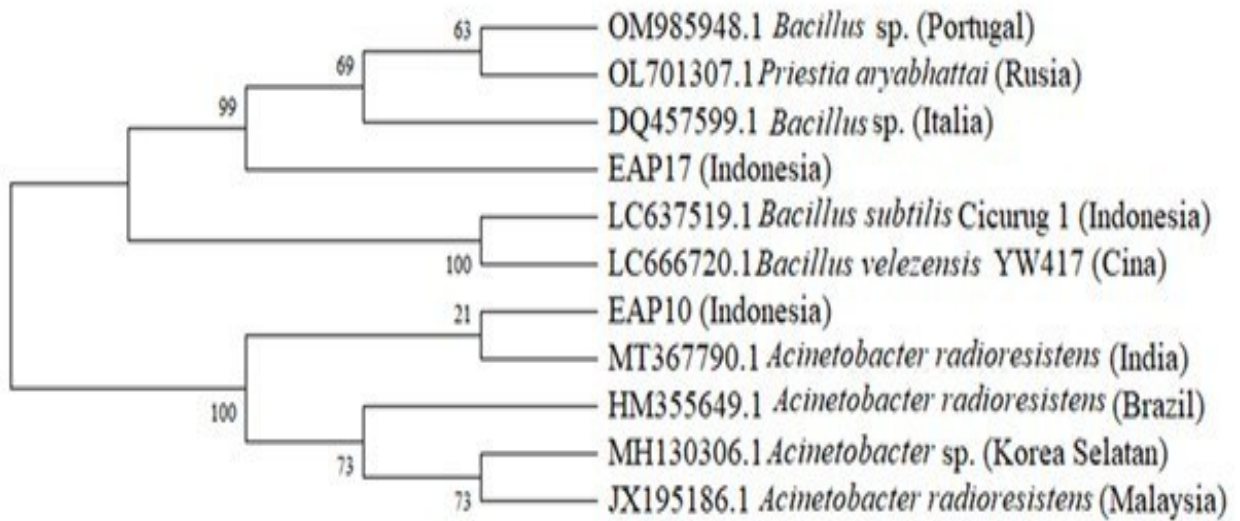 63
OM985948.1 Bacillus sp. (Portugal)
69
OL701307.1 Priestia aryabhattai (Rusia)
99
DQ457599.1 Bacillus sp. (Italia)
EAP17 (Indonesia)
LC637519.1 Bacillus subtilis Cicurug 1 (Indonesia)
100
LC666720.1 Bacillus velezensis YW417 (Cina)
21
EAP10 (Indonesia)
MT367790.1 Acinetobacter radioresistens (India)
100
HM355649.1 Acinetobacter radioresistens (Brazil)
73
MH130306.1 Acinetobacter sp. (Korea Selatan)
73
JX195186.1 Acinetobacter radioresistens (Malaysia)